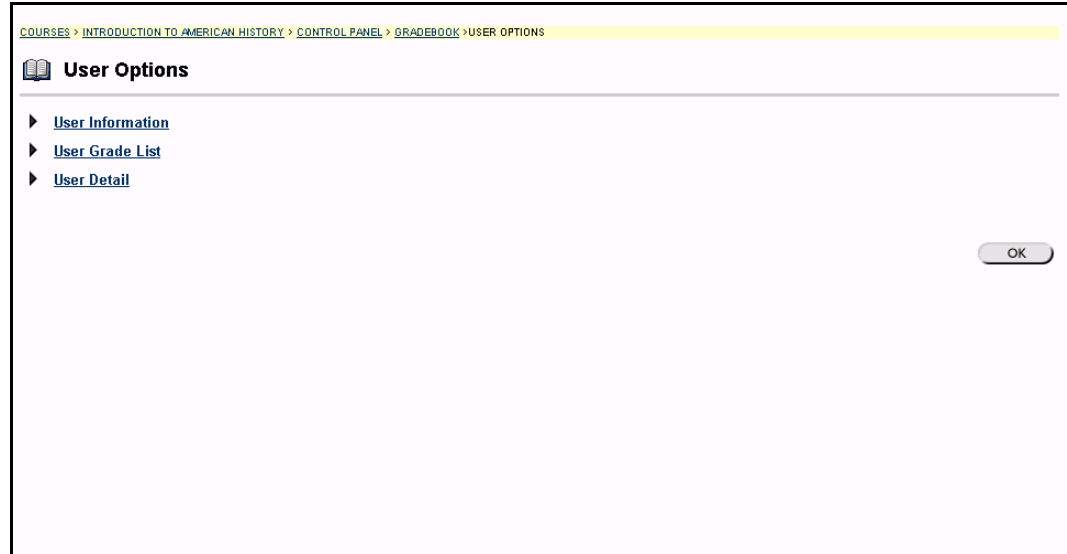 COURSES > INTRODUCTION TO AMERICAN HISTORY > CONTROL PANEL > GRADEBOOK >USER OPTIONS
User Options
User Information
User Grade List
User Detail
OK